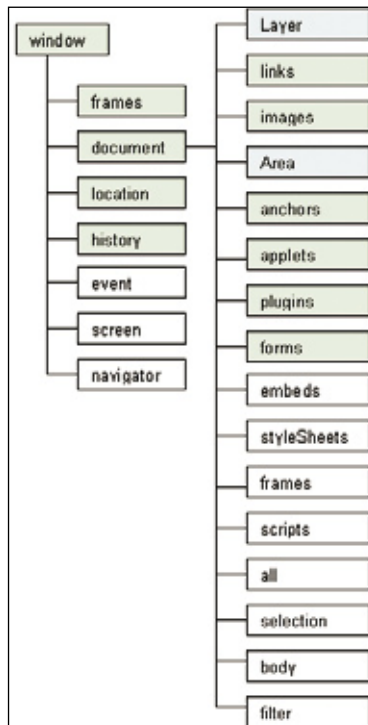 window
frames
document
location
history
event
screen
navigator
Layer
links
images
Area
anchors
applets
plugins
forms
embeds
styleSheets
frames
scripts
all
selection
body
filter